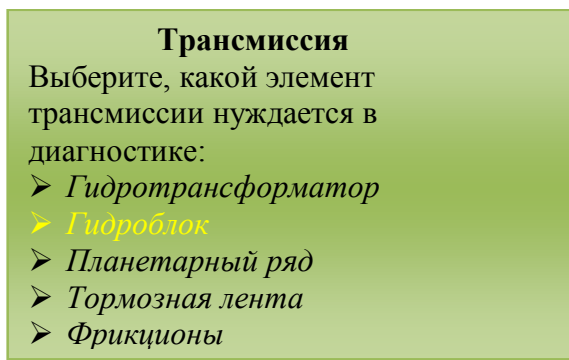 Трансмиссия
Выберите, какой элемент
трансмиссии нуждается в
диагностике:
➢ Гидротрансформатор
➢ Гидроблок
➢ Планетарный ряд
➢ Тормозная лента
➢ Фрикционы